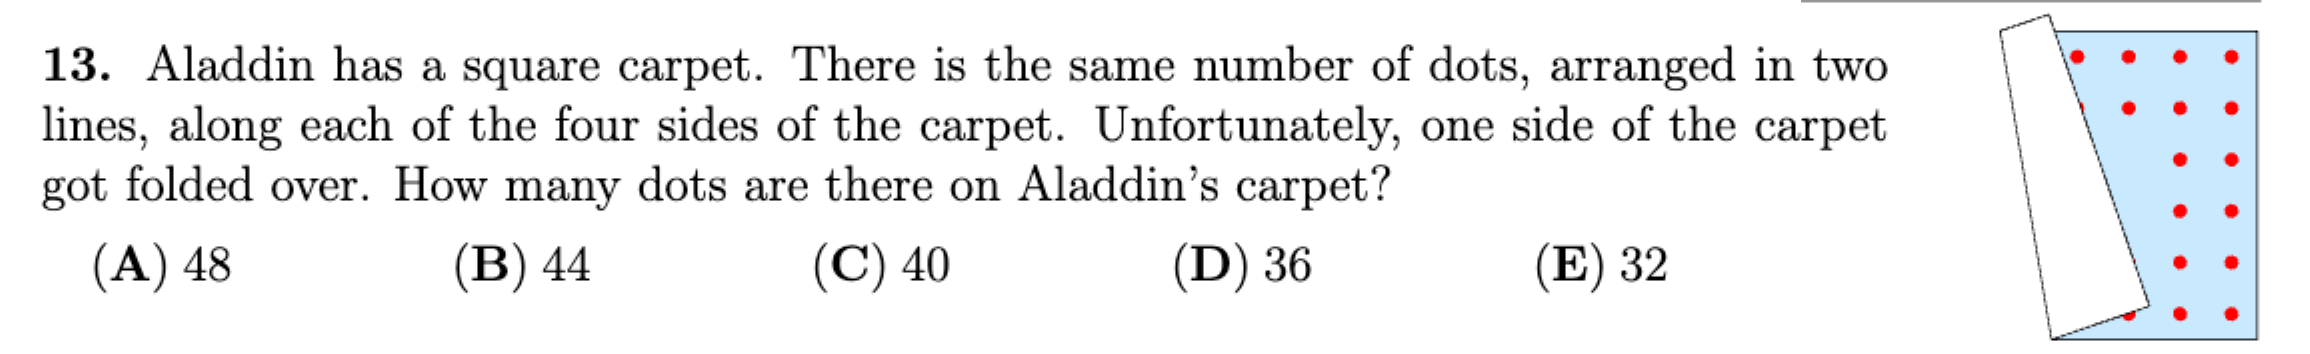 13. Aladdin has a square carpet. There is the same number of dots, arranged in two
lines, along each of the four sides of the carpet. Unfortunately, one side of the carpet
got folded over. How many dots are there on Aladdin's carpet?
(A) 48 (B) 44 (C) 40 (D) 36 (E) 32